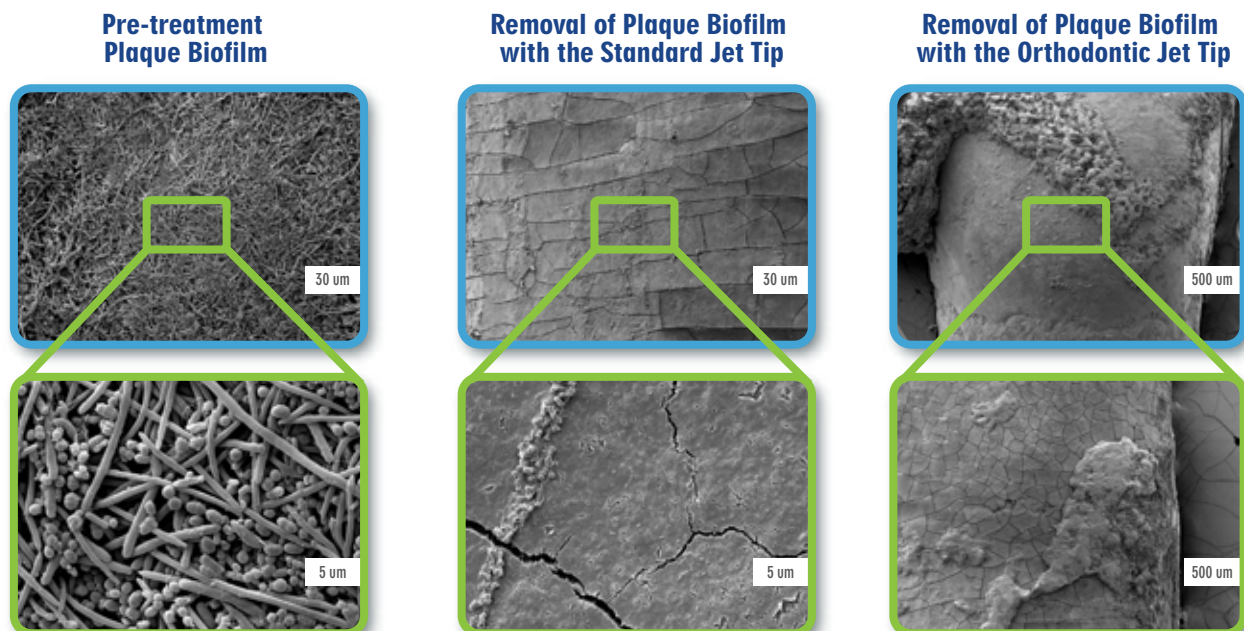 Pre-treatment
Plaque Biofilm
Removal of Plaque Biofilm
with the Standard Jet Tip
Removal of Plaque Biofilm
with the Orthodontic Jet Tip
30 um
30 um
500 um
5 um
5 um
500 um